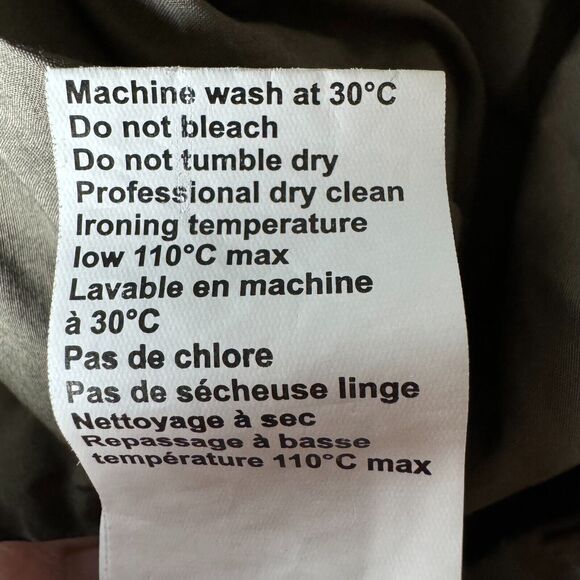 Machine wash at 30°C
Do not bleach
Do not tumble dry
Professional dry clean
Ironing temperature
low 110°C max
Lavable en machine
à 30°C
Pas de chlore
Pas de sécheuse linge
Nettoyage à sec
Repassage à basse
température 110°C max